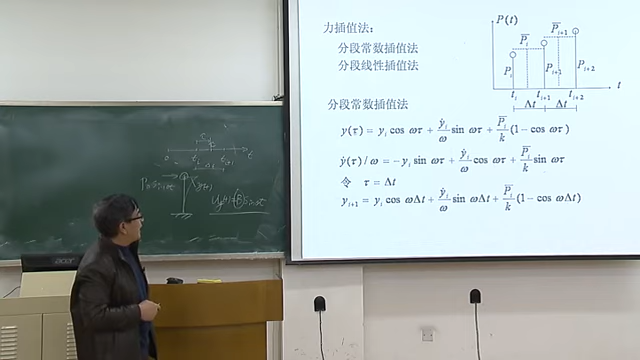 力插值法：
分段常数插值法
分段线性插值法
P(t)
P̄ᵢ
P̄ᵢ₊₁
Pᵢ
Pᵢ₊₁
Pᵢ₊₂
tᵢ tᵢ₊₁ tᵢ₊₂ t
Δt Δt
分段常数插值法
y(τ) = yᵢ cos ωτ + ẏᵢ/ω sin ωτ + P̄ᵢ/k (1 − cos ωτ)
ẏ(τ)/ω = −yᵢ sin ωτ + ẏᵢ/ω cos ωτ + P̄ᵢ/k sin ωτ
令 τ = Δt
yᵢ₊₁ = yᵢ cos ωΔt + ẏᵢ/ω sin ωΔt + P̄ᵢ/k (1 − cos ωΔt)
acer